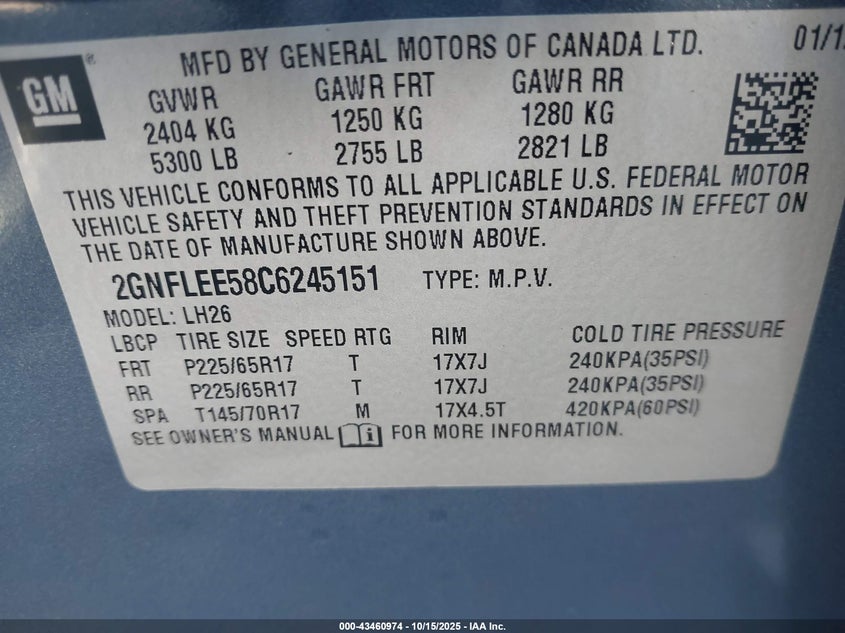 GM
MFD BY GENERAL MOTORS OF CANADA LTD.
GVWR GAWR FRT GAWR RR
2404 KG 1250 KG 1280 KG
5300 LB 2755 LB 2821 LB
THIS VEHICLE CONFORMS TO ALL APPLICABLE U.S. FEDERAL MOTOR
VEHICLE SAFETY AND THEFT PREVENTION STANDARDS IN EFFECT ON
THE DATE OF MANUFACTURE SHOWN ABOVE.
2GNFLEE58C6245151 TYPE: M.P.V.
MODEL: LH26
LBCP TIRE SIZE SPEED RTG RIM COLD TIRE PRESSURE
FRT P225/65R17 T 17X7J 240KPA(35PSI)
RR P225/65R17 T 17X7J 240KPA(35PSI)
SPA T145/70R17 M 17X4.5T 420KPA(60PSI)
SEE OWNER'S MANUAL FOR MORE INFORMATION.
000-43460974 - 10/15/2025 - IAA Inc.